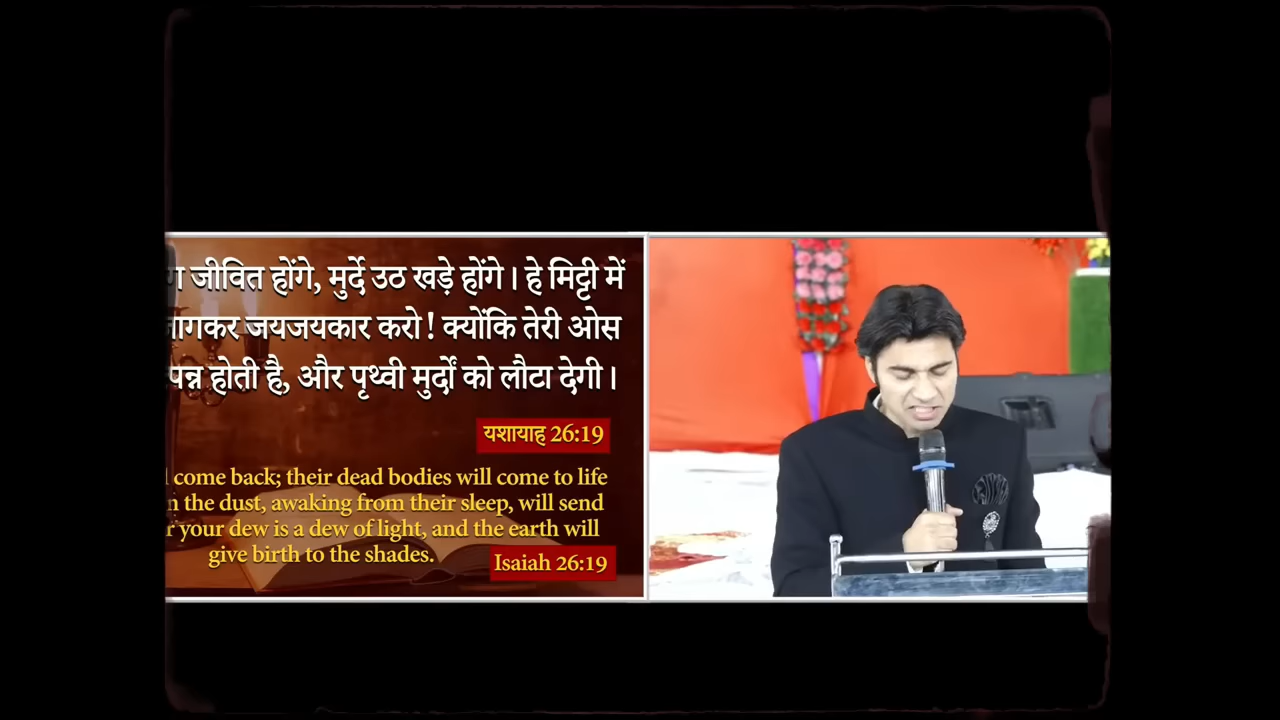 जीवित होंगे, मुर्दे उठ खड़े होंगे। हे मिट्टी में
जयजयकार करो! क्योंकि तेरी ओस
होती है, और पृथ्वी मुर्दों को लौटा देगी।
यशायाह 26:19
come back; their dead bodies will come to life
the dust, awaking from their sleep, will send
your dew is a dew of light, and the earth will
give birth to the shades.
Isaiah 26:19